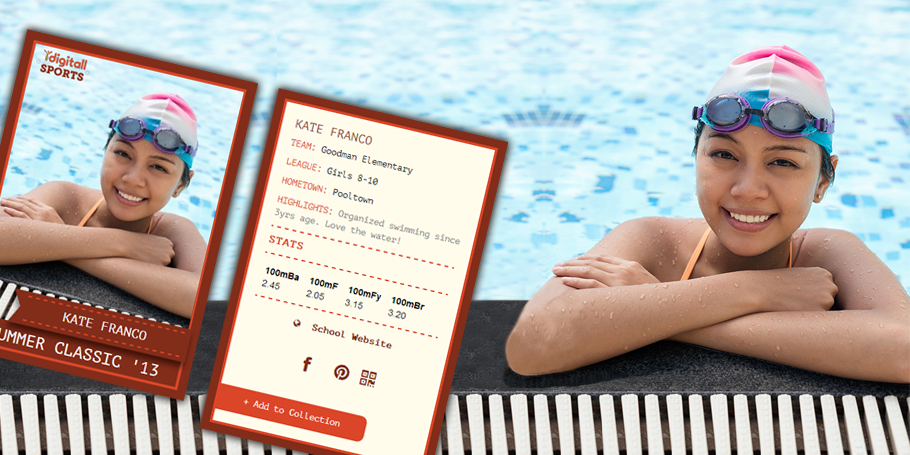 digitall
SPORTS
KATE FRANCO
UMMER CLASSIC '13
KATE FRANCO
TEAM: Goodman Elementary
LEAGUE: Girls 8-10
HOMETOWN: Pooltown
HIGHLIGHTS: Organized swimming since
3yrs age. Love the water!
STATS
100mBa 100mF 100mFy 100mBr
2.45 2.05 3.15 3.20
School Website
+ Add to Collection